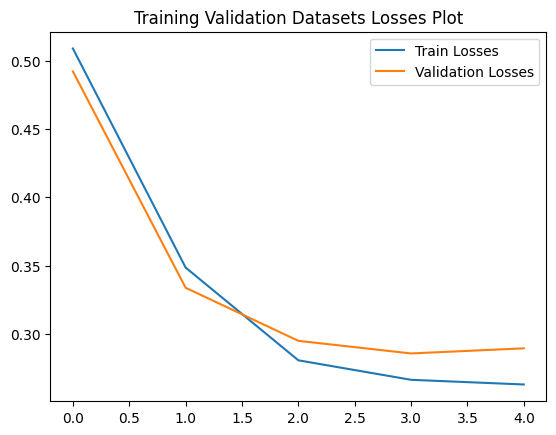 Training Validation Datasets Losses Plot
Train Losses
Validation Losses
0.50
0.45
0.40
0.35
0.30
0.0 0.5 1.0 1.5 2.0 2.5 3.0 3.5 4.0